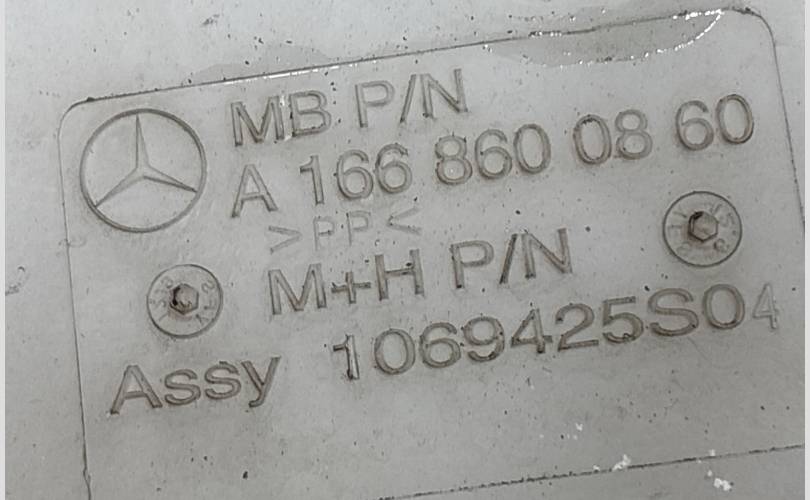 MB P/N
A 166 860 08 60
>PP<
M+H P/N
Assy 1069425S04